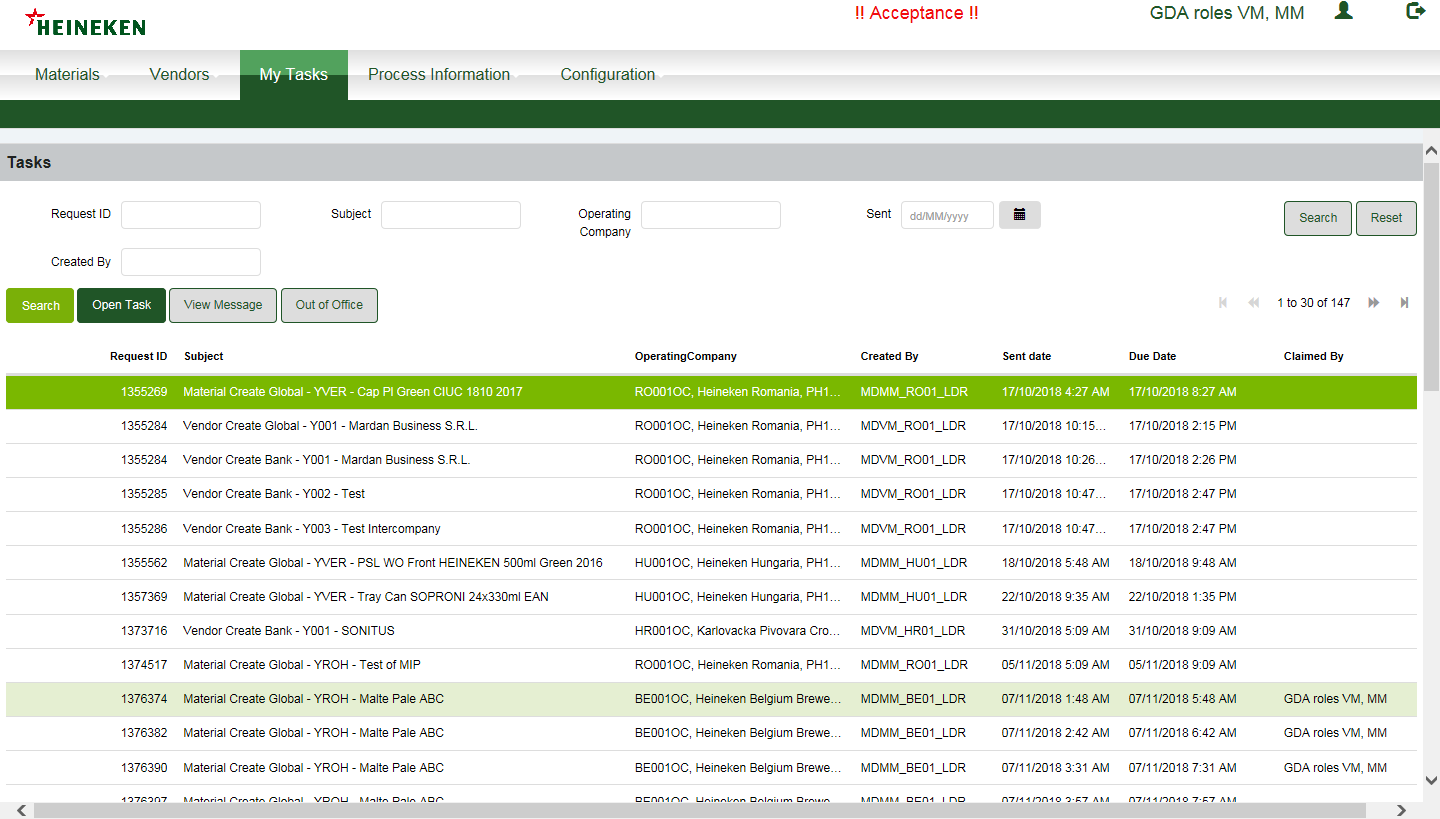 HEINEKEN
!! Acceptance !!
GDA roles VM, MM
Materials Vendors My Tasks Process Information Configuration
Tasks
Request ID Subject Operating Company Sent dd/MM/yyyy Search Reset
Created By
Search Open Task View Message Out of Office 1 to 30 of 147
Request ID Subject OperatingCompany Created By Sent date Due Date Claimed By
1355269 Material Create Global - YVER - Cap PI Green CIUC 1810 2017 RO001OC, Heineken Romania, PH1... MDMM_RO01_LDR 17/10/2018 4:27 AM 17/10/2018 8:27 AM
1355284 Vendor Create Global - Y001 - Mardan Business S.R.L. RO001OC, Heineken Romania, PH1... MDVM_RO01_LDR 17/10/2018 10:15... 17/10/2018 2:15 PM
1355284 Vendor Create Bank - Y001 - Mardan Business S.R.L. RO001OC, Heineken Romania, PH1... MDVM_RO01_LDR 17/10/2018 10:26... 17/10/2018 2:26 PM
1355285 Vendor Create Bank - Y002 - Test RO001OC, Heineken Romania, PH1... MDVM_RO01_LDR 17/10/2018 10:47... 17/10/2018 2:47 PM
1355286 Vendor Create Bank - Y003 - Test Intercompany RO001OC, Heineken Romania, PH1... MDVM_RO01_LDR 17/10/2018 10:47... 17/10/2018 2:47 PM
1355562 Material Create Global - YVER - PSL WO Front HEINEKEN 500ml Green 2016 HU001OC, Heineken Hungaria, PH1... MDMM_HU01_LDR 18/10/2018 5:48 AM 18/10/2018 9:48 AM
1357369 Material Create Global - YVER - Tray Can SOPRONI 24x330ml EAN HU001OC, Heineken Hungaria, PH1... MDMM_HU01_LDR 22/10/2018 9:35 AM 22/10/2018 1:35 PM
1373716 Vendor Create Bank - Y001 - SONITUS HR001OC, Karlovacka Pivovara Cro... MDVM_HR01_LDR 31/10/2018 5:09 AM 31/10/2018 9:09 AM
1374517 Material Create Global - YROH - Test of MIP RO001OC, Heineken Romania, PH1... MDMM_RO01_LDR 05/11/2018 5:09 AM 05/11/2018 9:09 AM
1376374 Material Create Global - YROH - Malte Pale ABC BE001OC, Heineken Belgium Brewe... MDMM_BE01_LDR 07/11/2018 1:48 AM 07/11/2018 5:48 AM GDA roles VM, MM
1376382 Material Create Global - YROH - Malte Pale ABC BE001OC, Heineken Belgium Brewe... MDMM_BE01_LDR 07/11/2018 2:42 AM 07/11/2018 6:42 AM GDA roles VM, MM
1376390 Material Create Global - YROH - Malte Pale ABC BE001OC, Heineken Belgium Brewe... MDMM_BE01_LDR 07/11/2018 3:31 AM 07/11/2018 7:31 AM GDA roles VM, MM
1376397 Material Create Global - YROH - Malte Pale ABC BE001OC, Heineken Belgium Brewe... MDMM_BE01_LDR 07/11/2018 3:57 AM 07/11/2018 7:57 AM